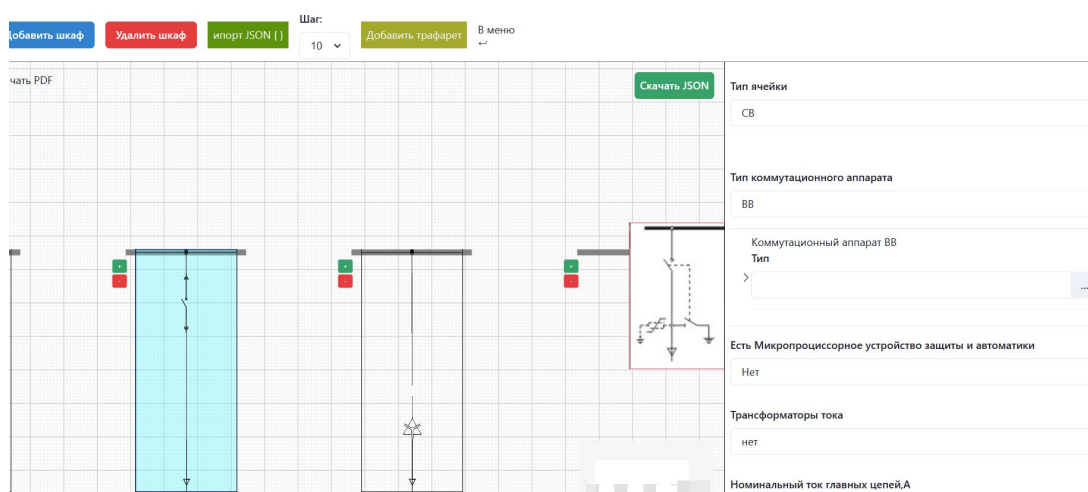 Добавить шкаф
Удалить шкаф
ипорт JSON { }
Шаг:
10
Добавить трафарет
В меню
чать PDF
Скачать JSON
Тип ячейки
СВ
Тип коммутационного аппарата
ВВ
Коммутационный аппарат ВВ
Тип
...
Есть Микропроциссорное устройство защиты и автоматики
Нет
Трансформаторы тока
нет
Номинальный ток главных цепей,А
+
-
+
-
+
-